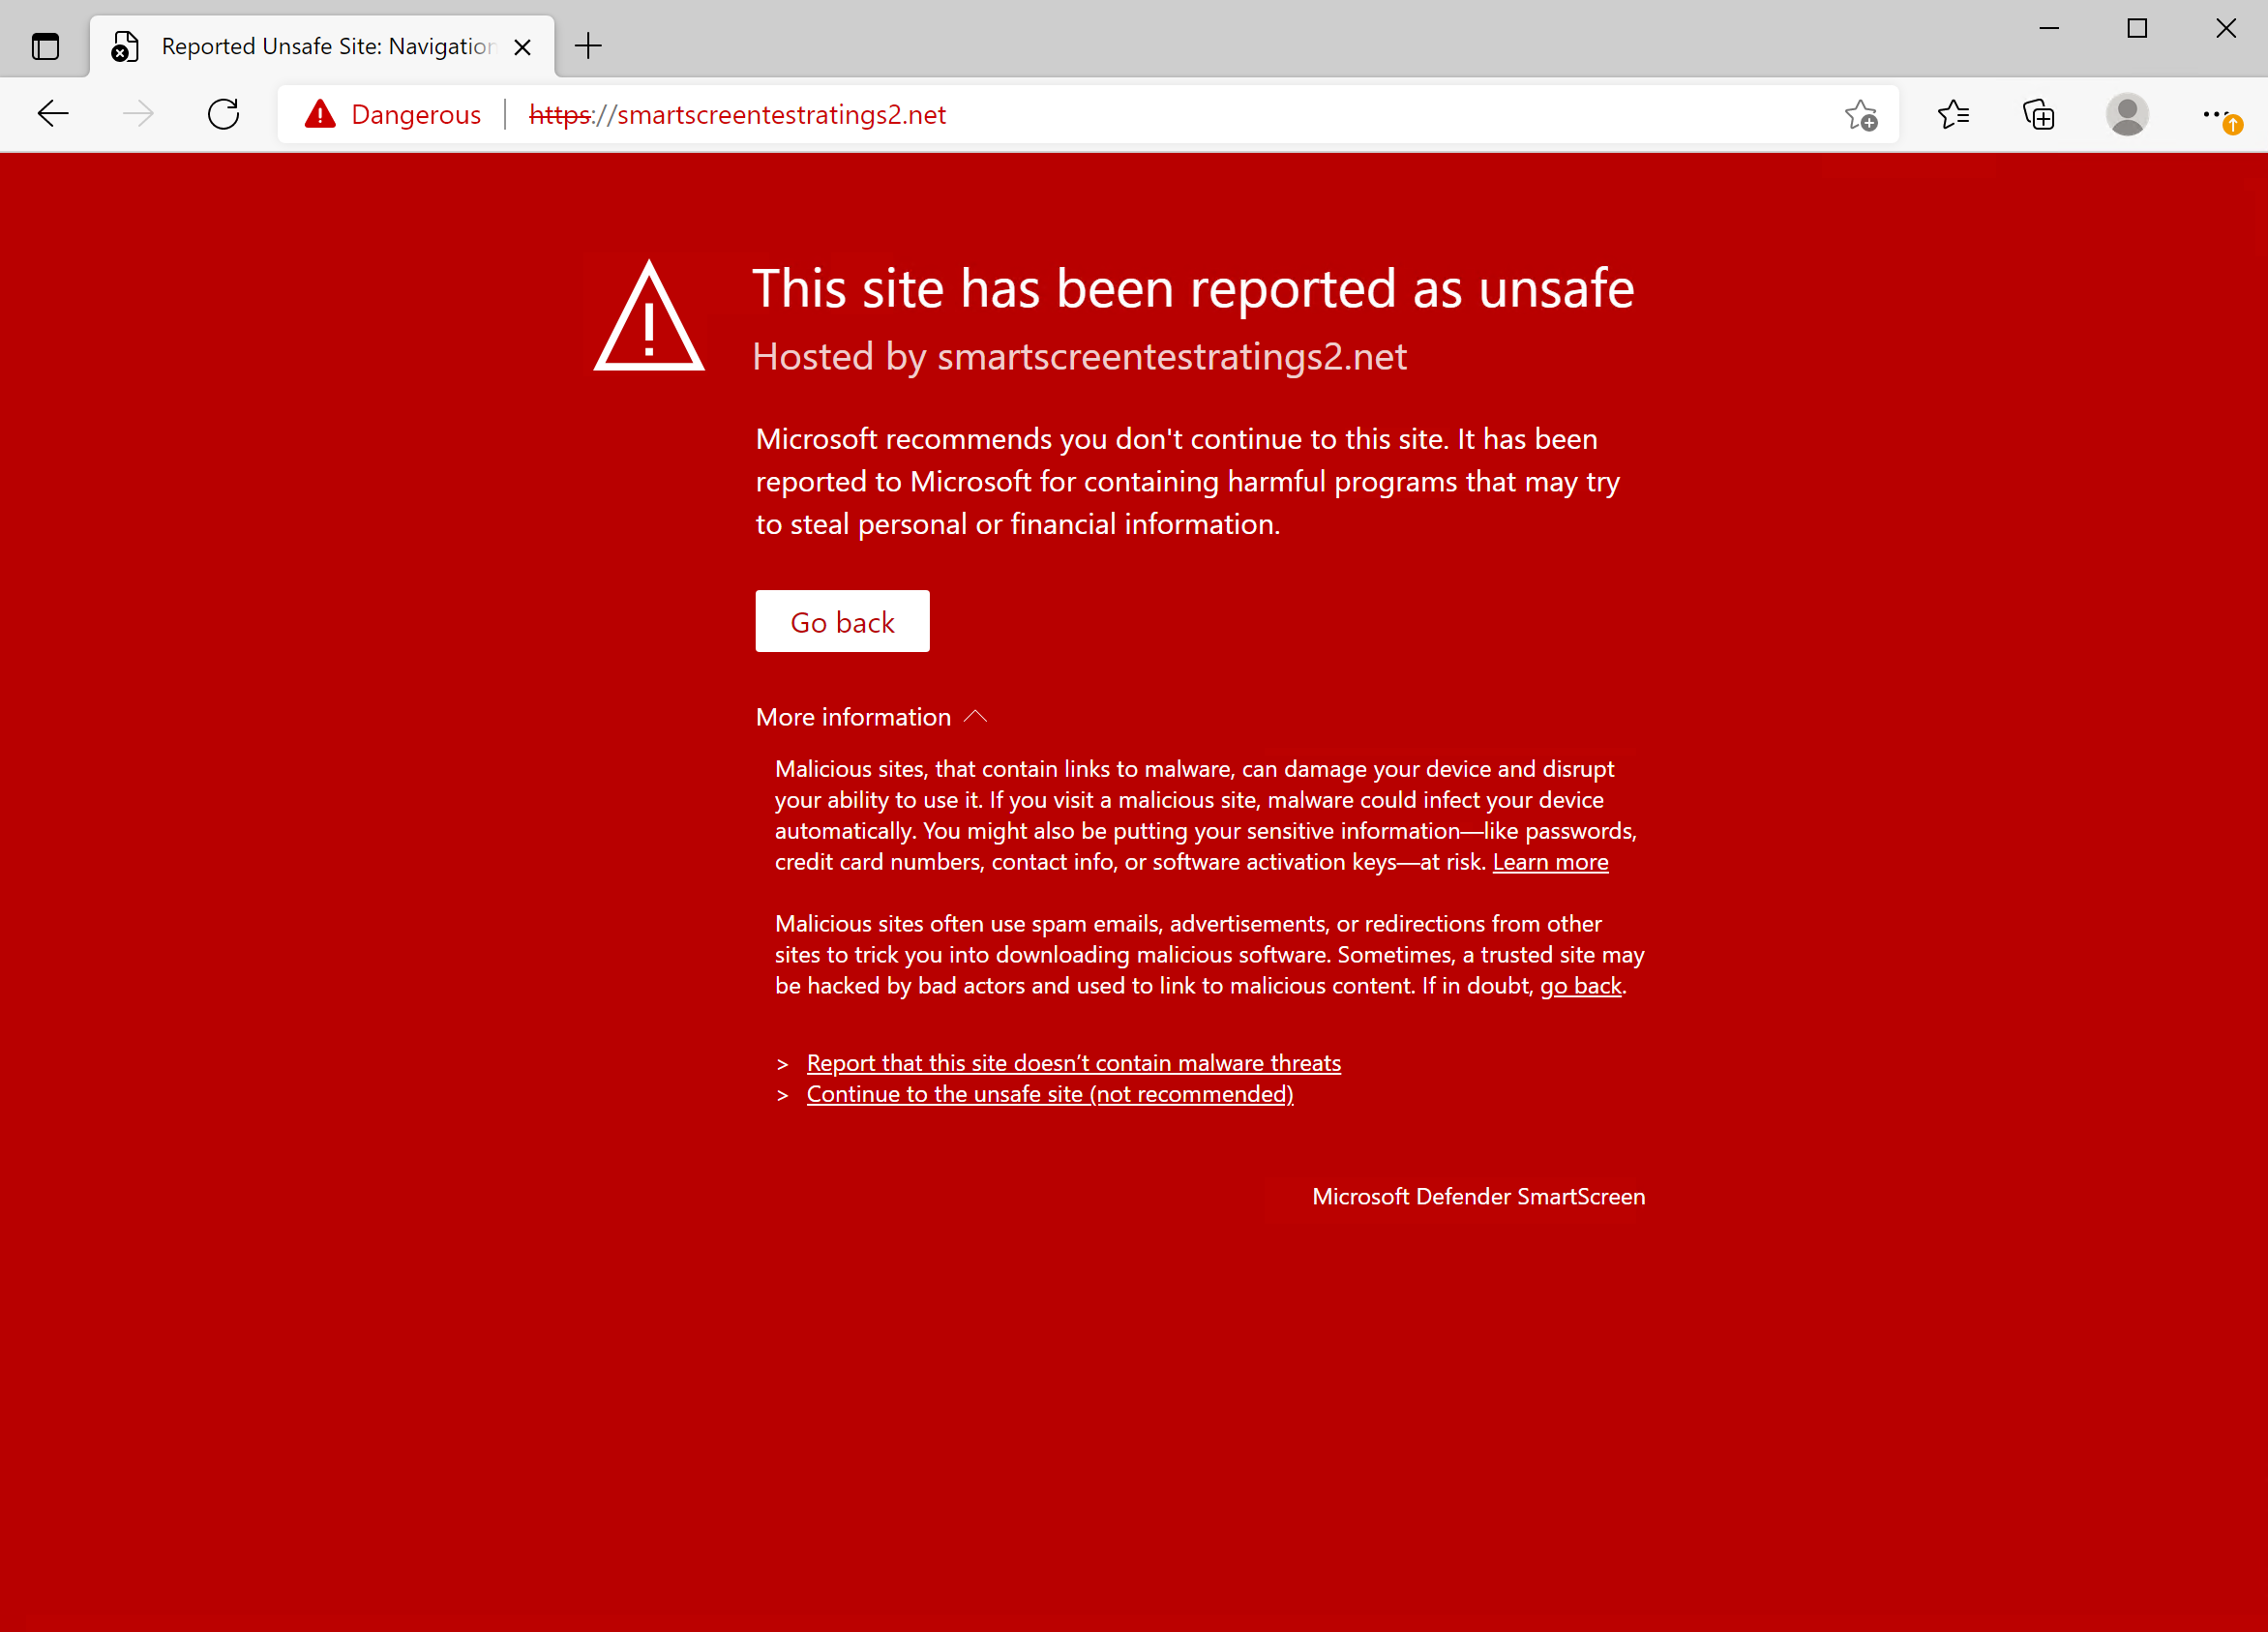 Reported Unsafe Site: Navigation
Dangerous
https://smartscreentestratings2.net
This site has been reported as unsafe
Hosted by smartscreentestratings2.net
Microsoft recommends you don't continue to this site. It has been
reported to Microsoft for containing harmful programs that may try
to steal personal or financial information.
Go back
More information
Malicious sites, that contain links to malware, can damage your device and disrupt
your ability to use it. If you visit a malicious site, malware could infect your device
automatically. You might also be putting your sensitive information—like passwords,
credit card numbers, contact info, or software activation keys—at risk. Learn more
Malicious sites often use spam emails, advertisements, or redirections from other
sites to trick you into downloading malicious software. Sometimes, a trusted site may
be hacked by bad actors and used to link to malicious content. If in doubt, go back.
> Report that this site doesn’t contain malware threats
> Continue to the unsafe site (not recommended)
Microsoft Defender SmartScreen